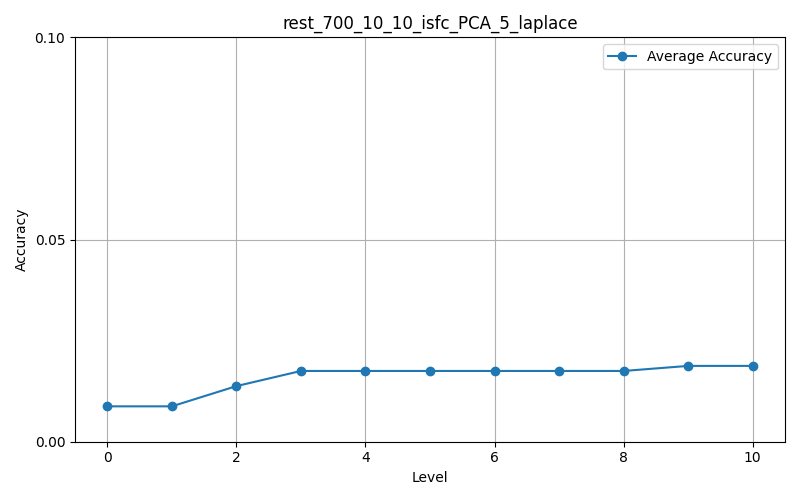 rest_700_10_10_isfc_PCA_5_laplace
Average Accuracy
0.10
0.05
0.00
Accuracy
0 2 4 6 8 10
Level